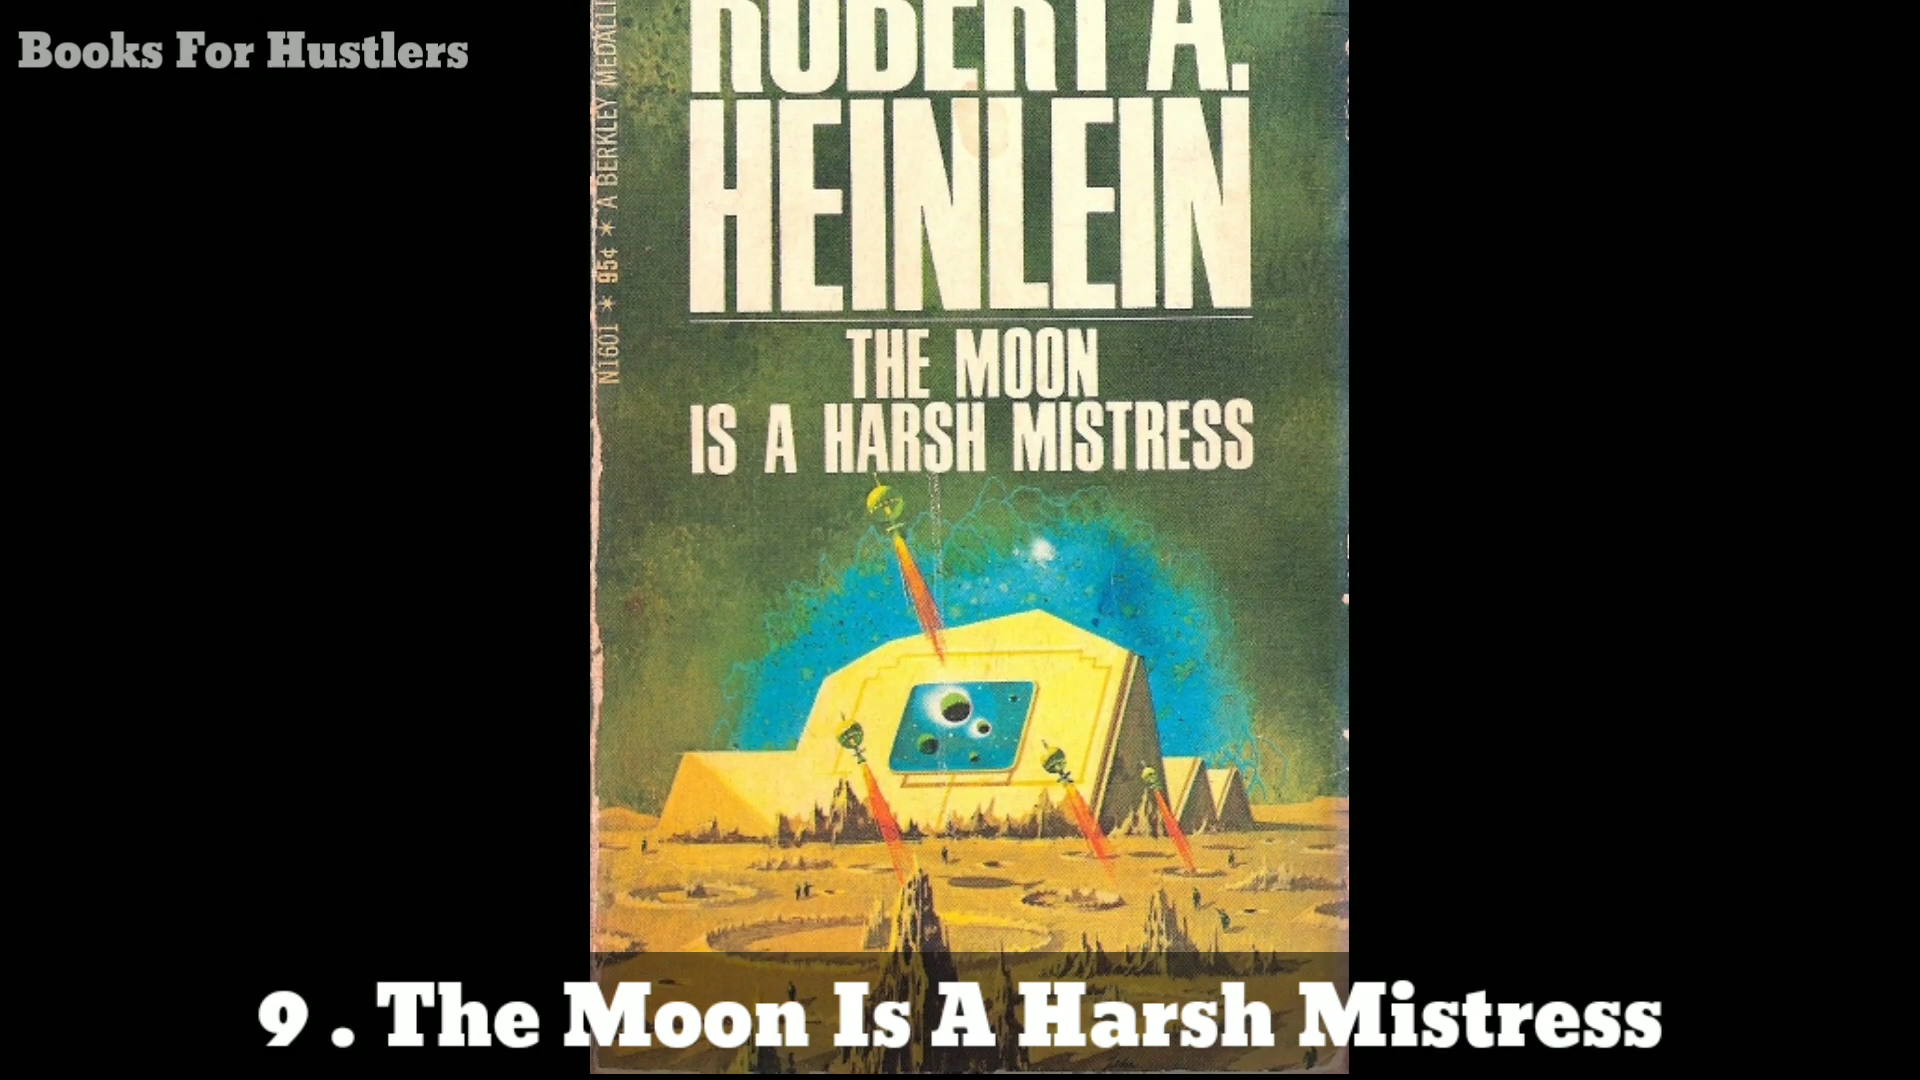 Books For Hustlers
ROBERT A.
HEINLEIN
THE MOON
IS A HARSH MISTRESS
N1601 * 95¢ * A BERKLEY
9 . The Moon Is A Harsh Mistress